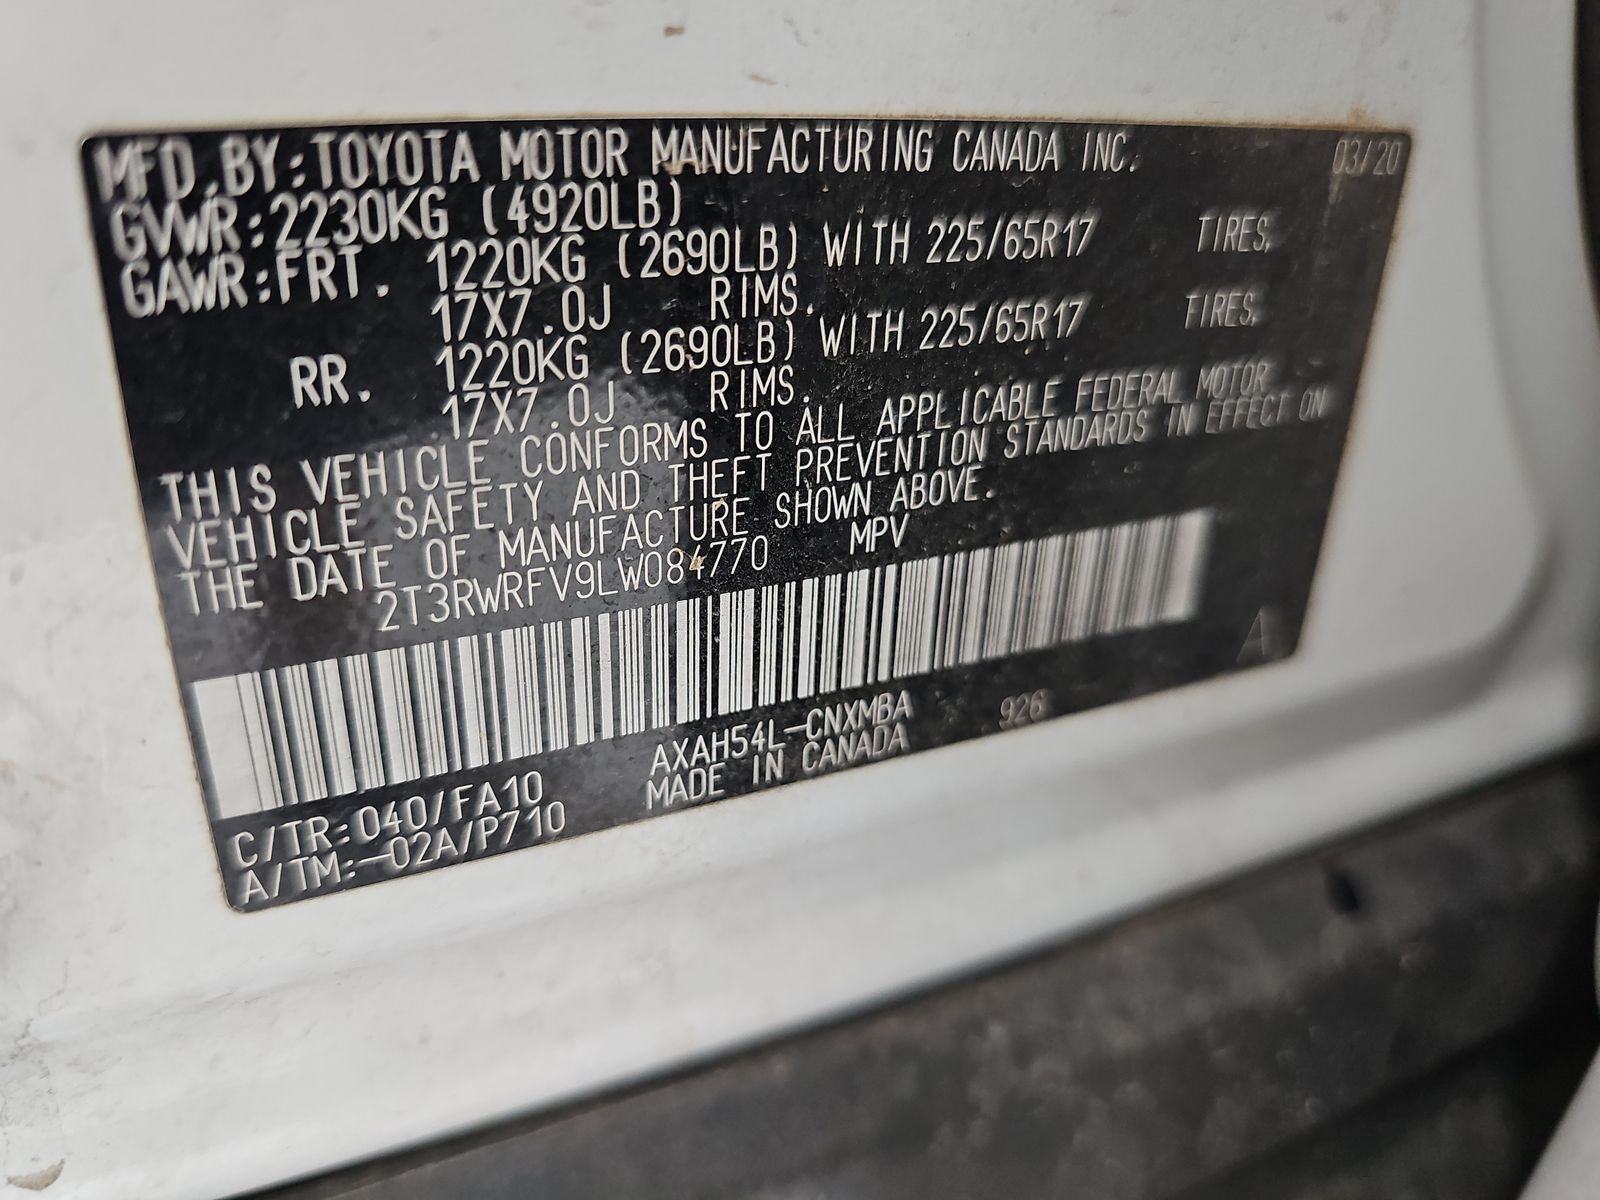 MFD.BY:TOYOTA MOTOR MANUFACTURING CANADA INC. 03/20
GVWR:2230KG (4920LB)
GAWR:FRT. 1220KG (2690LB) WITH 225/65R17 TIRES,
17X7.0J RIMS.
RR. 1220KG (2690LB) WITH 225/65R17 TIRES,
17X7.0J RIMS.
THIS VEHICLE CONFORMS TO ALL APPLICABLE FEDERAL MOTOR
VEHICLE SAFETY AND THEFT PREVENTION STANDARDS IN EFFECT ON
THE DATE OF MANUFACTURE SHOWN ABOVE.
2T3RWRFV9LW084770 MPV
A
AXAH54L-CNXMBA 926
C/TR:040/FA10 MADE IN CANADA
A/TM:-02A/P710